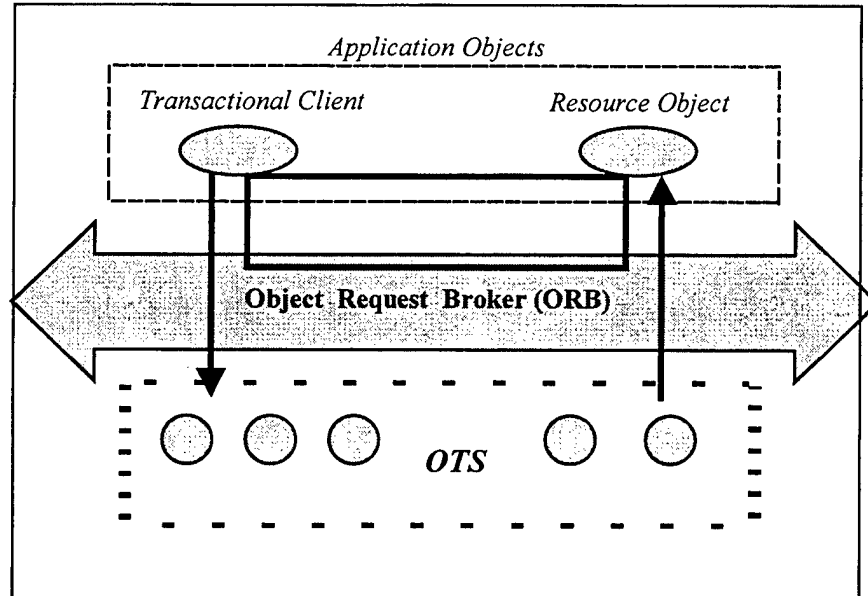 Application Objects
Transactional Client
Resource Object
Object Request Broker (ORB)
OTS